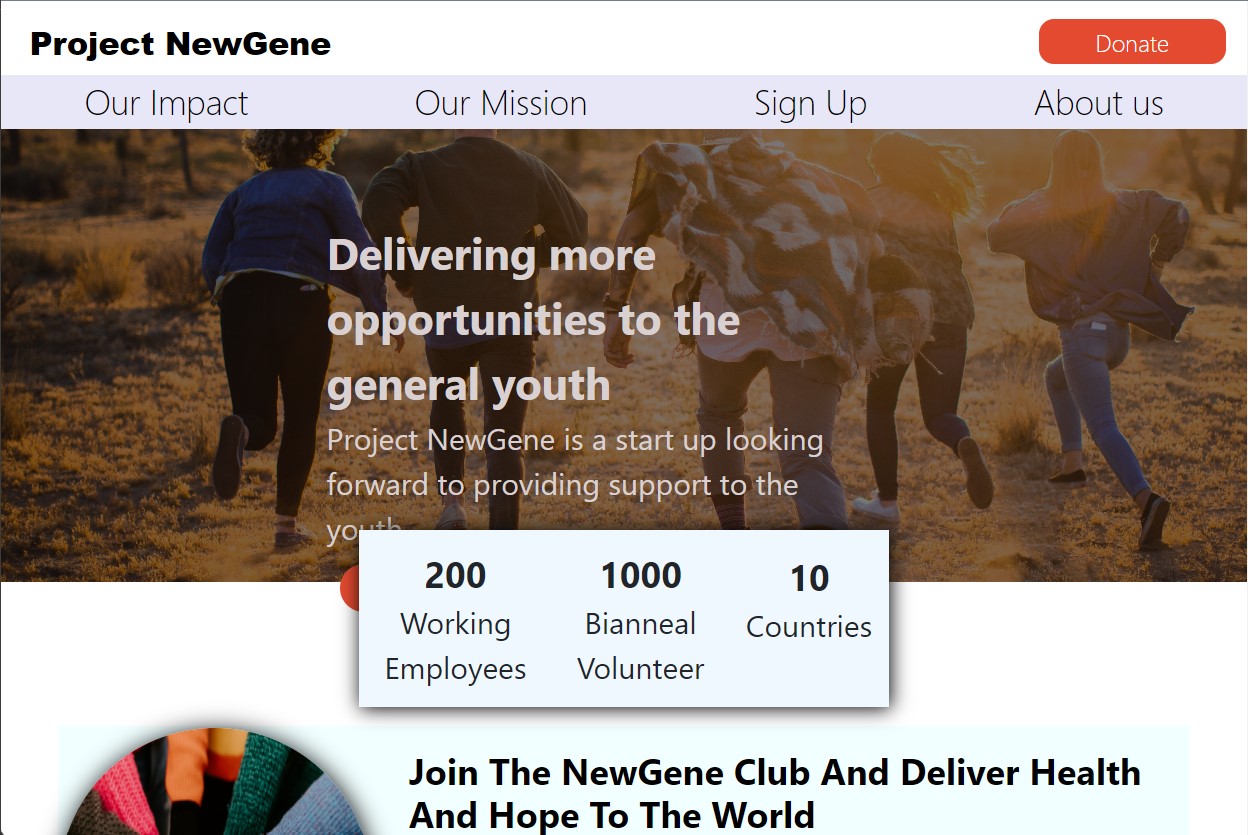 Project NewGene
Donate
Our Impact
Our Mission
Sign Up
About us
Delivering more
opportunities to the
general youth
Project NewGene is a start up looking
forward to providing support to the
youth
200
Working
Employees
1000
Bianneal
Volunteer
10
Countries
Join The NewGene Club And Deliver Health
And Hope To The World